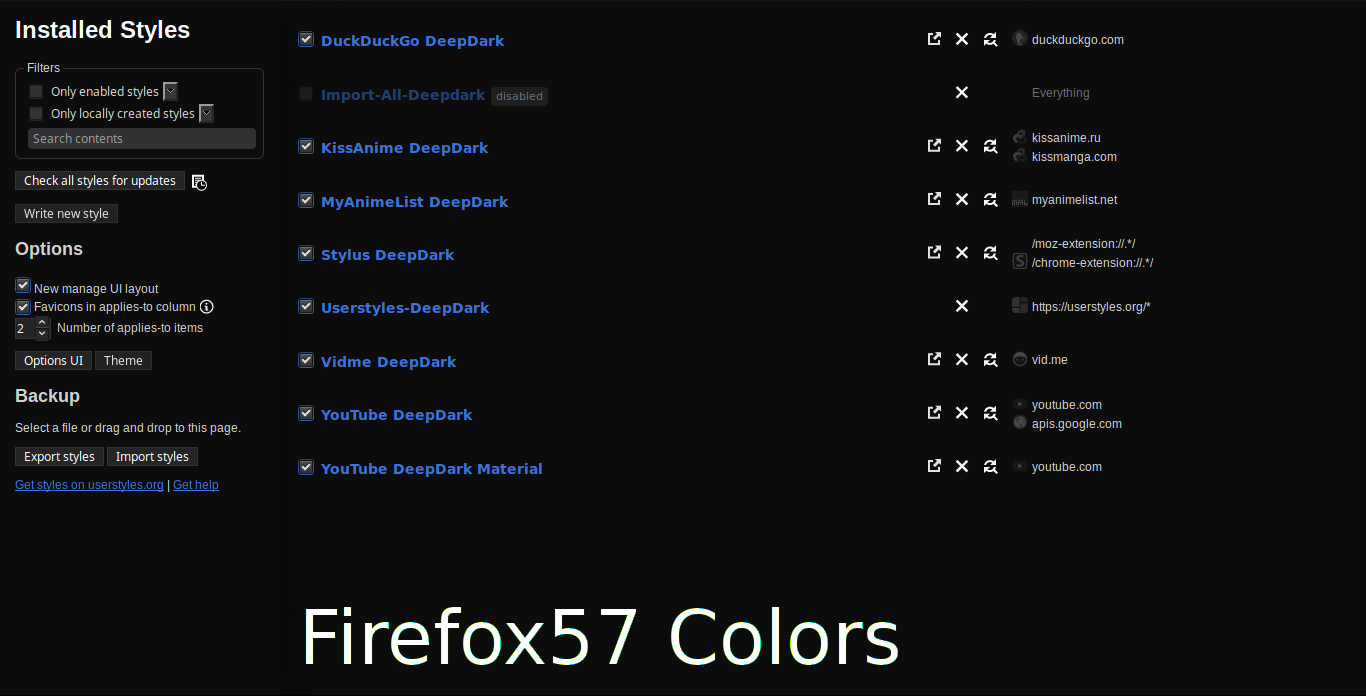 Installed Styles
Filters
Only enabled styles
Only locally created styles
Search contents
Check all styles for updates
Write new style
Options
New manage UI layout
Favicons in applies-to column
2 Number of applies-to items
Options UI Theme
Backup
Select a file or drag and drop to this page.
Export styles Import styles
Get styles on userstyles.org | Get help
DuckDuckGo DeepDark duckduckgo.com
Import-All-Deepdark disabled Everything
KissAnime DeepDark kissanime.ru
kissmanga.com
MyAnimeList DeepDark MAL myanimelist.net
Stylus DeepDark /moz-extension://.*/
S /chrome-extension://.*/
Userstyles-DeepDark https://userstyles.org/*
Vidme DeepDark vid.me
YouTube DeepDark youtube.com
apis.google.com
YouTube DeepDark Material youtube.com
Firefox57 Colors